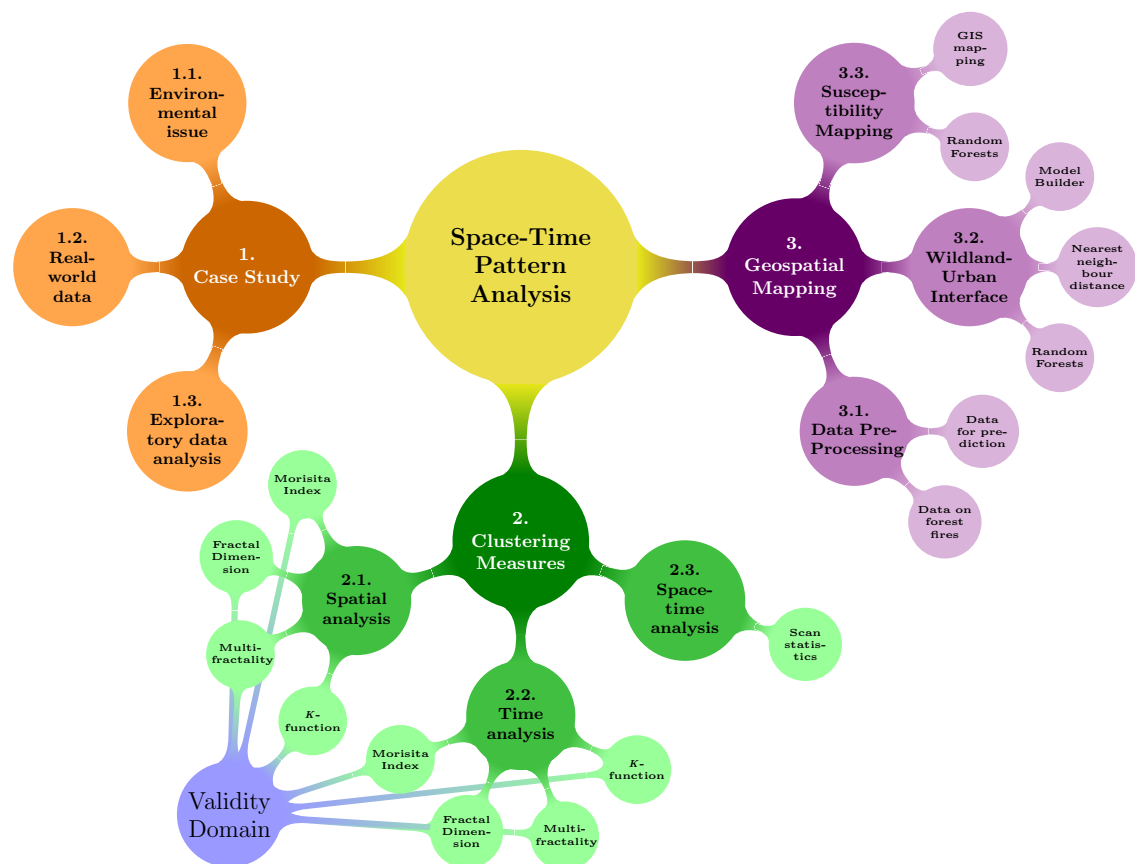 Space-Time
Pattern
Analysis
1.
Case Study
1.1.
Environ-
mental
issue
1.2.
Real-
world
data
1.3.
Explora-
tory data
analysis
2.
Clustering
Measures
2.1.
Spatial
analysis
Morisita
Index
Fractal
Dimen-
sion
Multi-
fractality
K-
function
2.2.
Time
analysis
Morisita
Index
Fractal
Dimen-
sion
Multi-
fractality
K-
function
2.3.
Space-
time
analysis
Scan
statis-
tics
Validity
Domain
3.
Geospatial
Mapping
3.1.
Data Pre-
Processing
Data
for pre-
diction
Data on
forest
fires
3.2.
Wildland-
Urban
Interface
Model
Builder
Nearest
neigh-
bour
distance
Random
Forests
3.3.
Suscep-
tibility
Mapping
GIS
map-
ping
Random
Forests